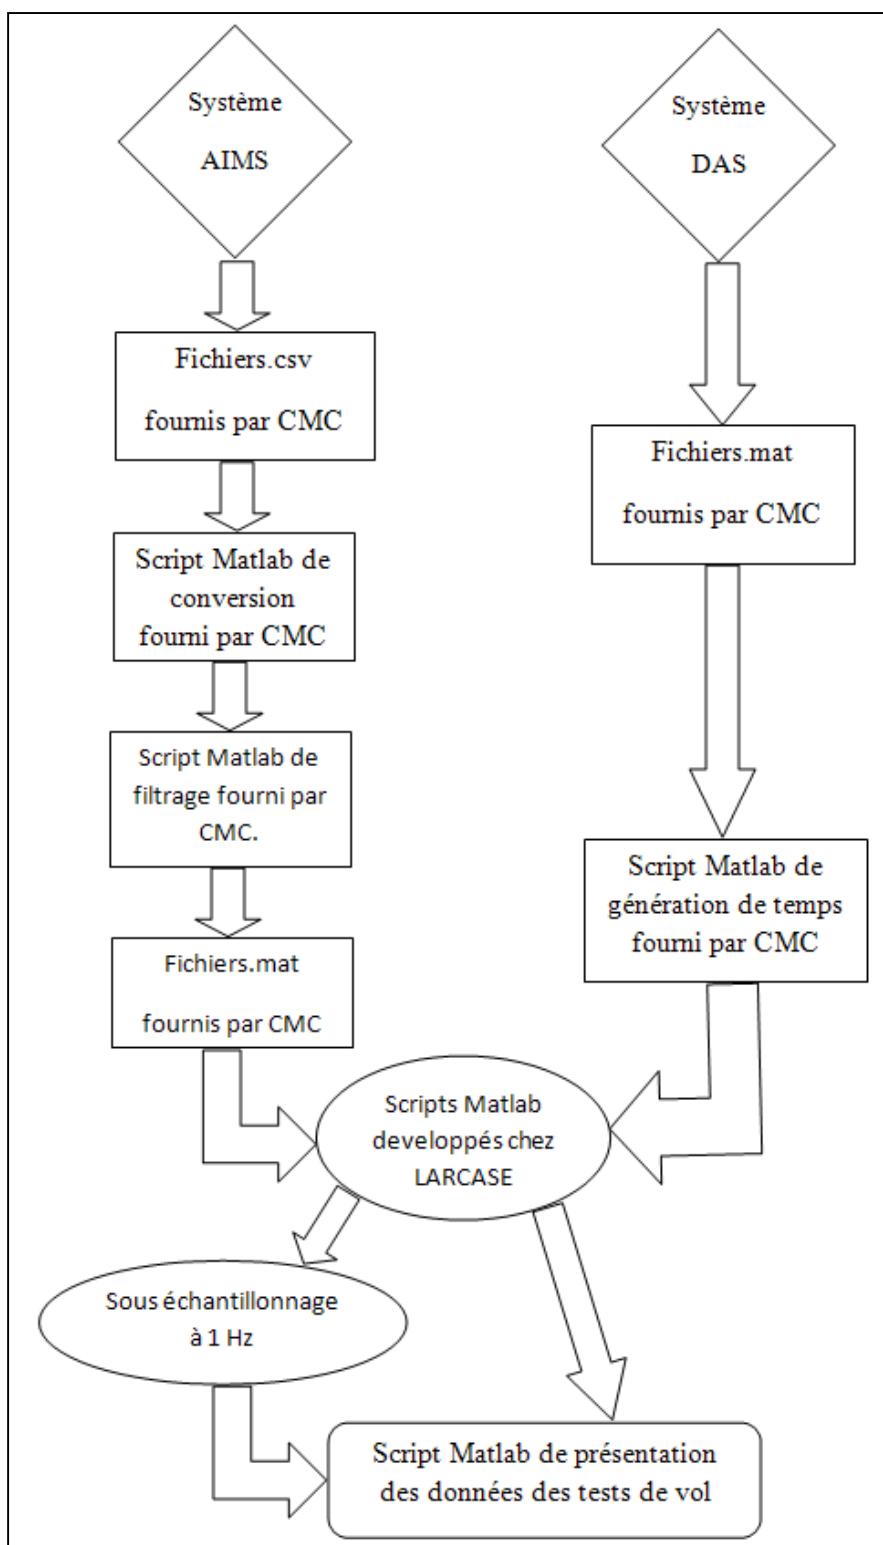 Système
AIMS
Système
DAS
Fichiers.csv
fournis par CMC
Fichiers.mat
fournis par CMC
Script Matlab de
conversion
fourni par CMC
Script Matlab de
filtrage fourni par
CMC.
Script Matlab de
génération de temps
fourni par CMC
Fichiers.mat
fournis par CMC
Scripts Matlab
developpés chez
LARCASE
Sous échantillonnage
à 1 Hz
Script Matlab de présentation
des données des tests de vol